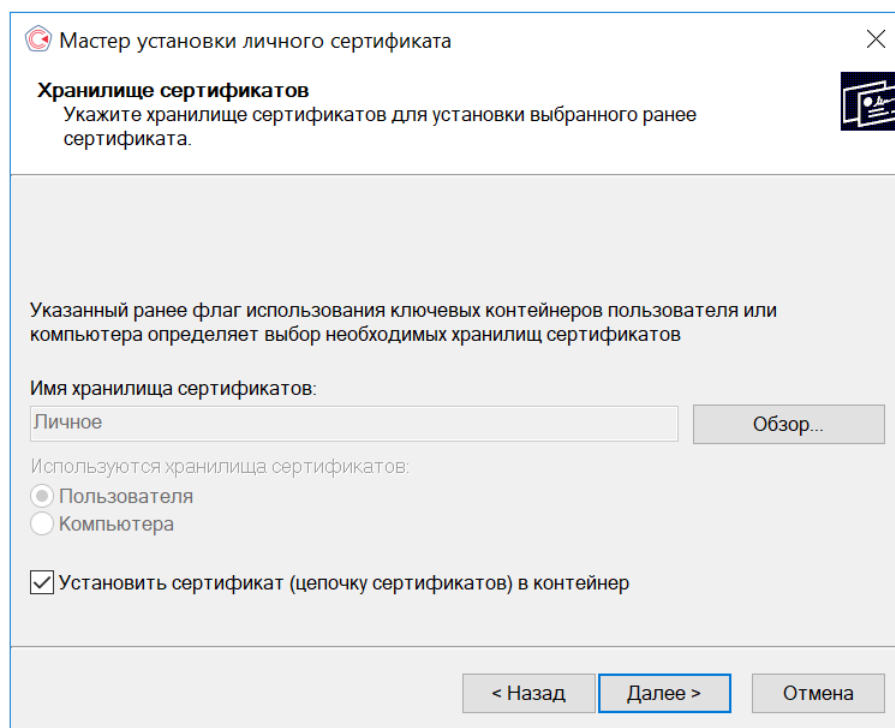 Мастер установки личного сертификата
Хранилище сертификатов
Укажите хранилище сертификатов для установки выбранного ранее
сертификата.
Указанный ранее флаг использования ключевых контейнеров пользователя или
компьютера определяет выбор необходимых хранилищ сертификатов
Имя хранилища сертификатов:
Личное
Обзор...
Используются хранилища сертификатов:
Пользователя
Компьютера
Установить сертификат (цепочку сертификатов) в контейнер
< Назад
Далее >
Отмена